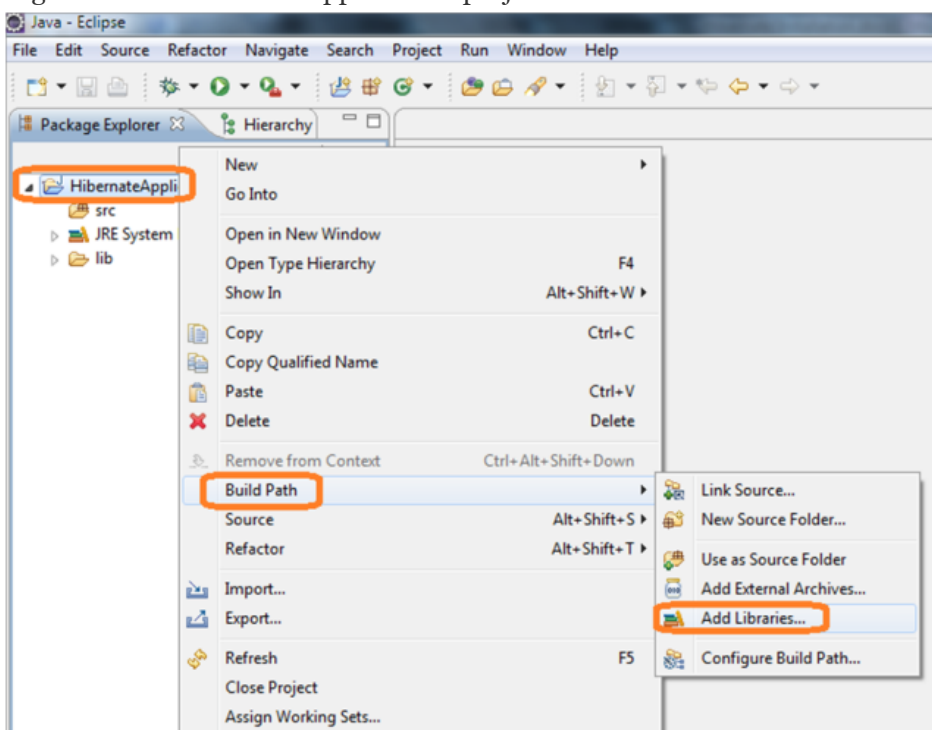 Java - Eclipse
File Edit Source Refactor Navigate Search Project Run Window Help
Package Explorer Hierarchy
HibernateAppli
src
JRE System
lib
New
Go Into
Open in New Window
Open Type Hierarchy F4
Show In Alt+Shift+W
Copy Ctrl+C
Copy Qualified Name
Paste Ctrl+V
Delete Delete
Remove from Context Ctrl+Alt+Shift+Down
Build Path
Source Alt+Shift+S
Refactor Alt+Shift+T
Import...
Export...
Refresh F5
Close Project
Assign Working Sets...
Link Source...
New Source Folder...
Use as Source Folder
Add External Archives...
Add Libraries...
Configure Build Path...